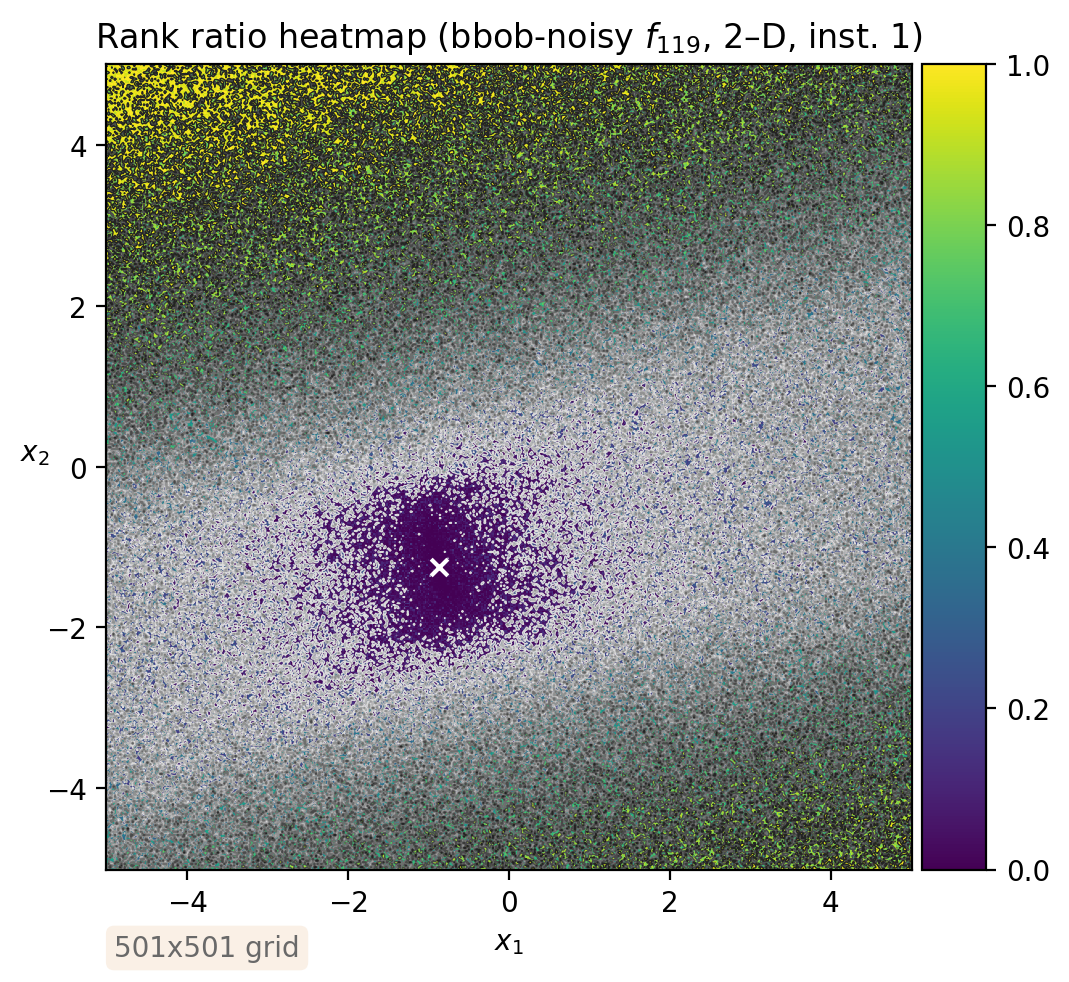 Rank ratio heatmap (bbob-noisy f₁₁₉, 2–D, inst. 1)
1.0
0.8
0.6
0.4
0.2
0.0
4
2
0
−2
−4
x₂
−4 −2 0 2 4
x₁
501x501 grid